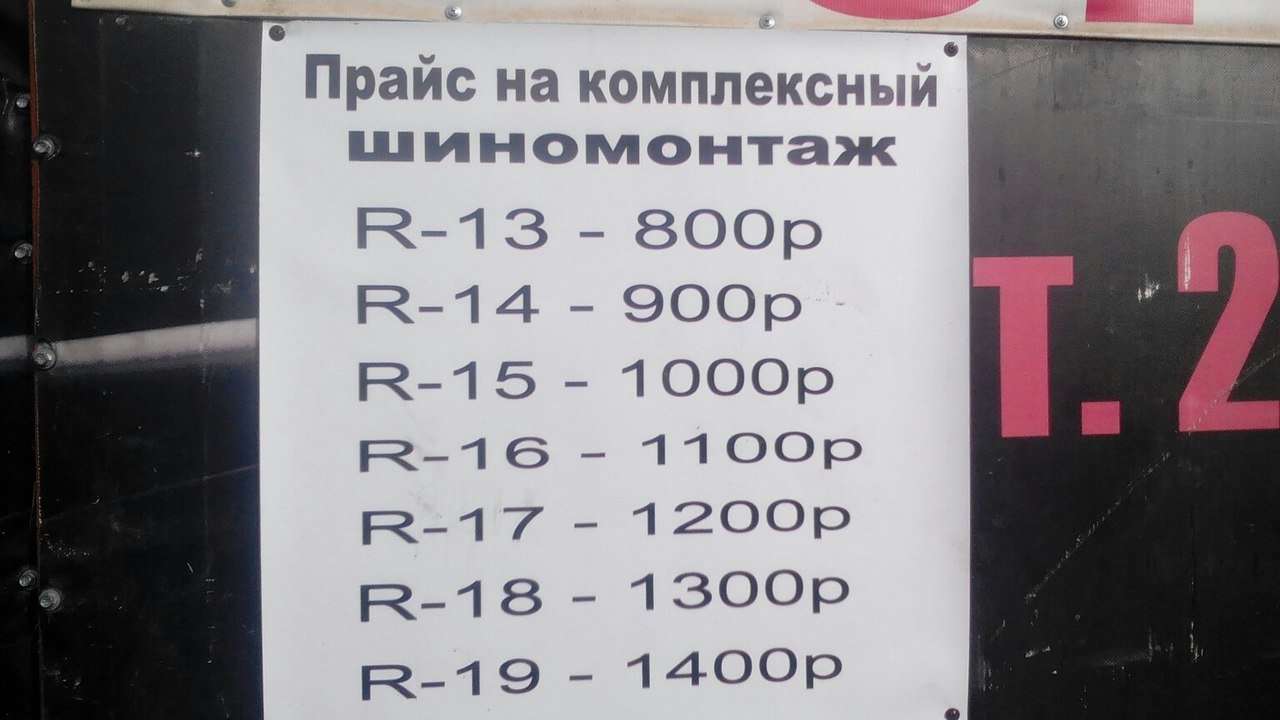 Прайс на комплексный
шиномонтаж
R-13 - 800р
R-14 - 900р
R-15 - 1000р
R-16 - 1100р
R-17 - 1200р
R-18 - 1300р
R-19 - 1400р
т. 2